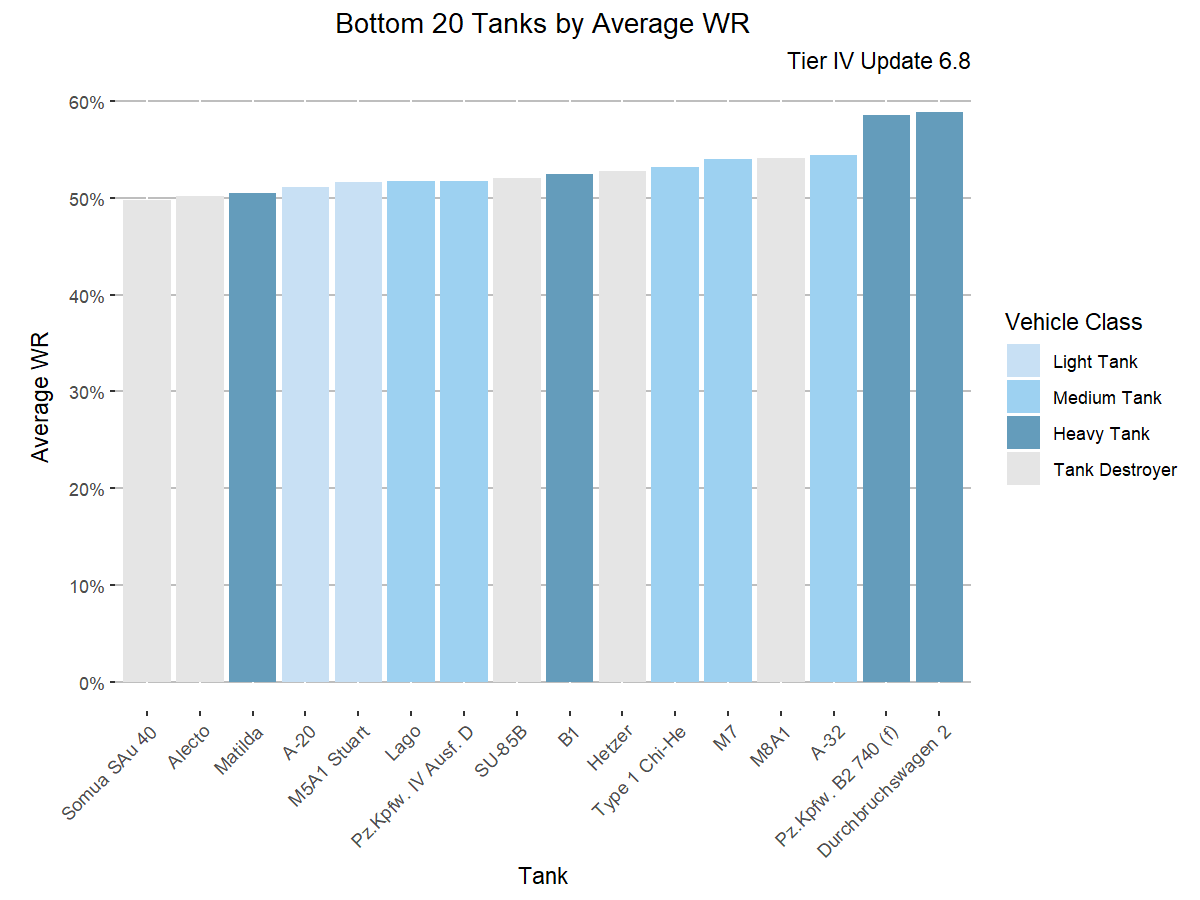 Bottom 20 Tanks by Average WR
Tier IV Update 6.8
60%
50%
40%
30%
20%
10%
0%
Average WR
Somua SAu 40
Alecto
Matilda
A-20
M5A1 Stuart
Lago
Pz.Kpfw. IV Ausf. D
SU-85B
B1
Hetzer
Type 1 Chi-He
M7
M8A1
A-32
Pz.Kpfw. B2 740 (f)
Durchbruchswagen 2
Tank
Vehicle Class
Light Tank
Medium Tank
Heavy Tank
Tank Destroyer